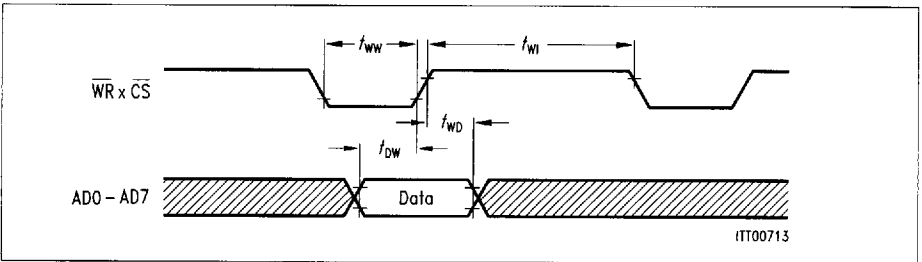 tWW
tWI
WR x CS
tWD
tDW
AD0 – AD7
Data
ITT00713